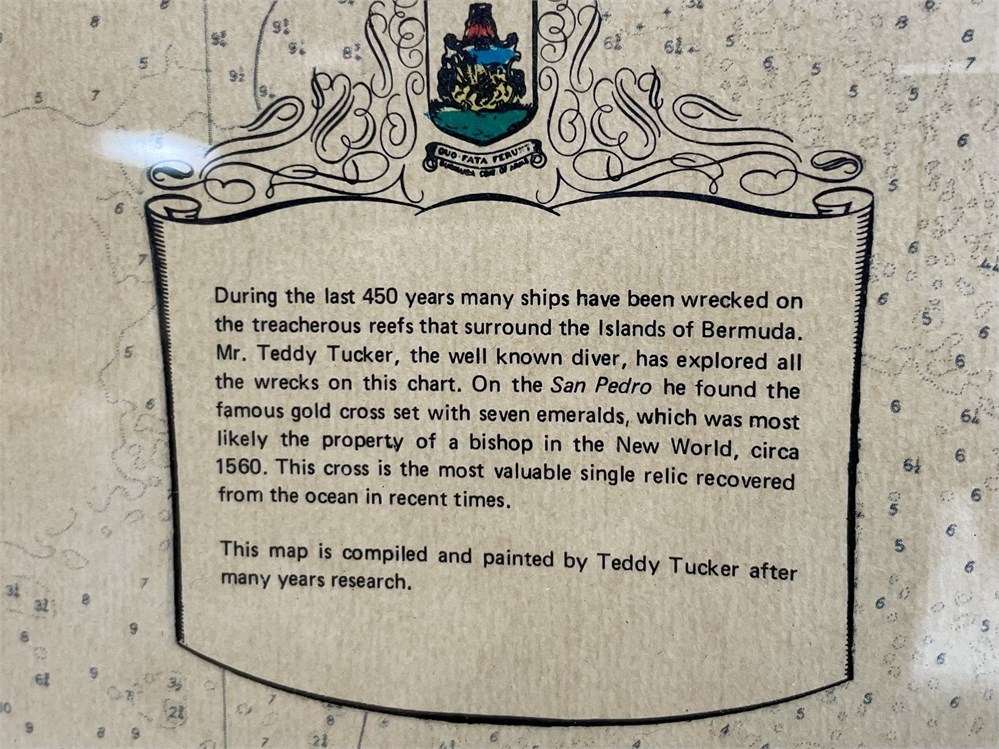 QUO FATA FERUNT
BERMUDA COAT OF ARMS
During the last 450 years many ships have been wrecked on
the treacherous reefs that surround the Islands of Bermuda.
Mr. Teddy Tucker, the well known diver, has explored all
the wrecks on this chart. On the San Pedro he found the
famous gold cross set with seven emeralds, which was most
likely the property of a bishop in the New World, circa
1560. This cross is the most valuable single relic recovered
from the ocean in recent times.
This map is compiled and painted by Teddy Tucker after
many years research.